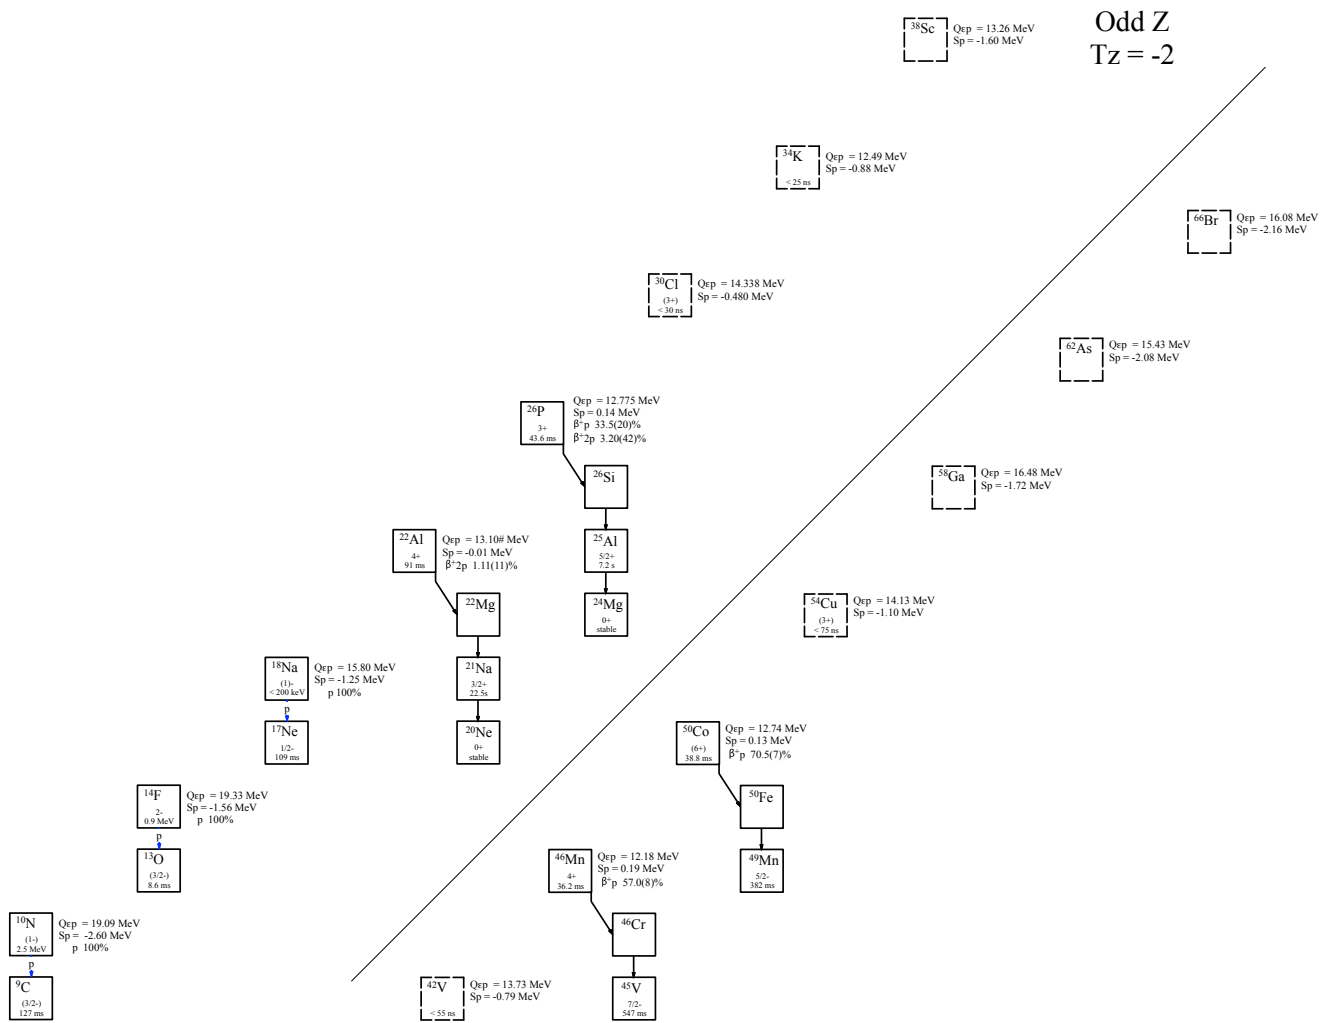 Odd Z
Tz = -2
38Sc
Qεp = 13.26 MeV
Sp = -1.60 MeV
34K
< 25 ns
Qεp = 12.49 MeV
Sp = -0.88 MeV
66Br
Qεp = 16.08 MeV
Sp = -2.16 MeV
30Cl
(3+)
< 30 ns
Qεp = 14.338 MeV
Sp = -0.480 MeV
62As
Qεp = 15.43 MeV
Sp = -2.08 MeV
26P
3+
43.6 ms
Qεp = 12.775 MeV
Sp = 0.14 MeV
β+p 33.5(20)%
β+2p 3.20(42)%
26Si
58Ga
Qεp = 16.48 MeV
Sp = -1.72 MeV
22Al
4+
91 ms
Qεp = 13.10# MeV
Sp = -0.01 MeV
β+2p 1.11(11)%
25Al
5/2+
7.2 s
22Mg
24Mg
0+
stable
54Cu
(3+)
< 75 ns
Qεp = 14.13 MeV
Sp = -1.10 MeV
18Na
(1)-
< 200 keV
Qεp = 15.80 MeV
Sp = -1.25 MeV
p 100%
p
21Na
3/2+
22.5s
17Ne
1/2-
109 ms
20Ne
0+
stable
50Co
(6+)
38.8 ms
Qεp = 12.74 MeV
Sp = 0.13 MeV
β+p 70.5(7)%
14F
2-
0.9 MeV
Qεp = 19.33 MeV
Sp = -1.56 MeV
p 100%
p
50Fe
13O
(3/2-)
8.6 ms
46Mn
4+
36.2 ms
Qεp = 12.18 MeV
Sp = 0.19 MeV
β+p 57.0(8)%
49Mn
5/2-
382 ms
10N
(1-)
2.5 MeV
Qεp = 19.09 MeV
Sp = -2.60 MeV
p 100%
p
46Cr
9C
(3/2-)
127 ms
42V
< 55 ns
Qεp = 13.73 MeV
Sp = -0.79 MeV
45V
7/2-
547 ms